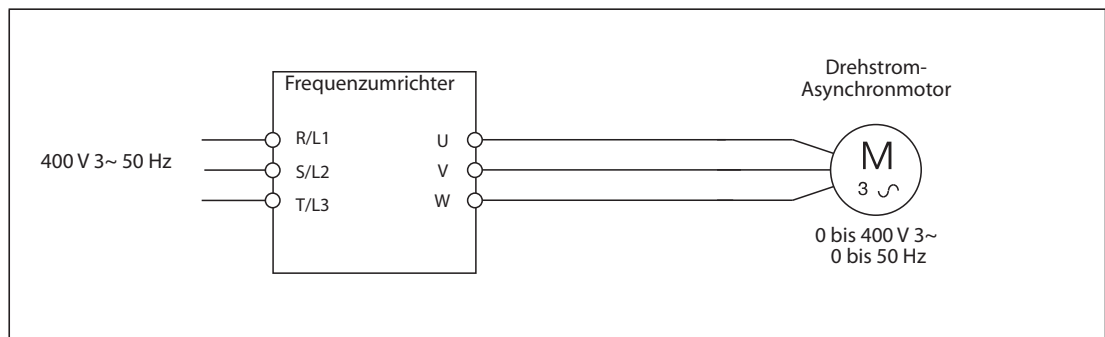 Frequenzumrichter
Drehstrom-
Asynchronmotor
400 V 3~ 50 Hz
R/L1
S/L2
T/L3
U
V
W
M
3 ~
0 bis 400 V 3~
0 bis 50 Hz